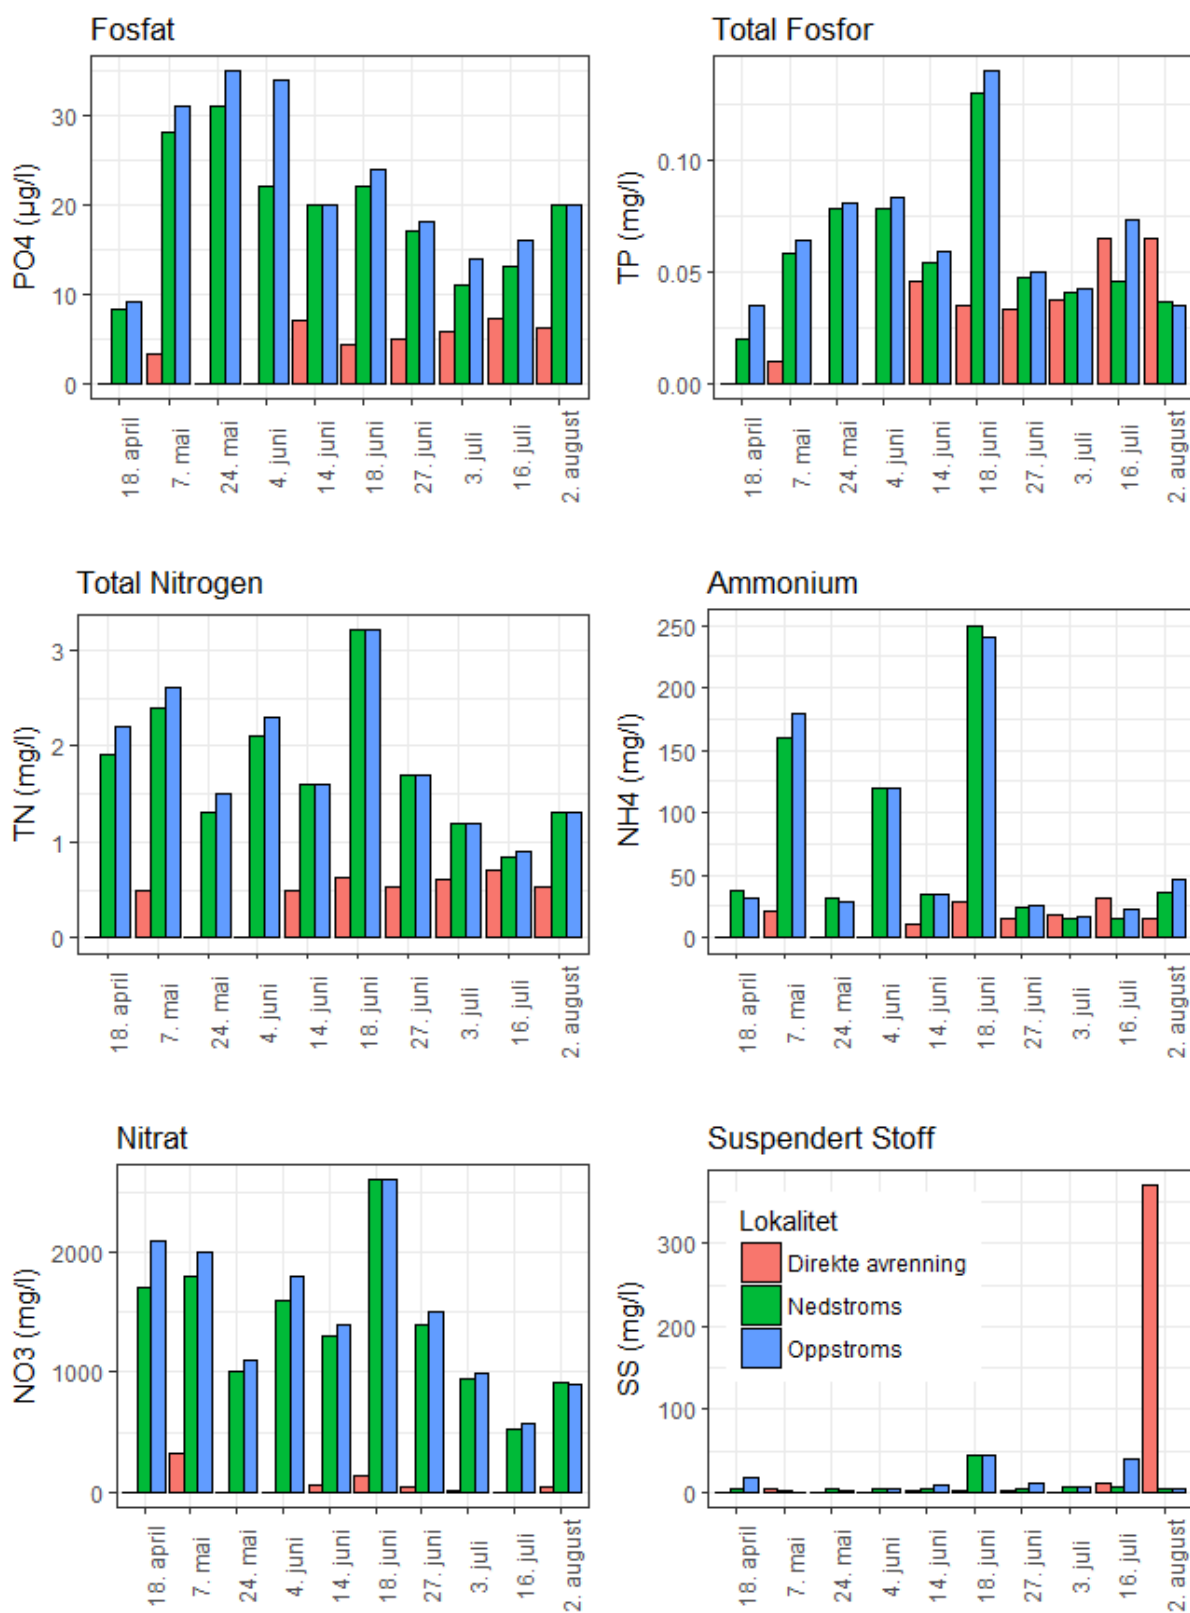 Fosfat
PO4 (µg/l)
30
20
10
0
18. april
7. mai
24. mai
4. juni
14. juni
18. juni
27. juni
3. juli
16. juli
2. august
Total Fosfor
TP (mg/l)
0.10
0.05
0.00
18. april
7. mai
24. mai
4. juni
14. juni
18. juni
27. juni
3. juli
16. juli
2. august
Total Nitrogen
TN (mg/l)
3
2
1
0
18. april
7. mai
24. mai
4. juni
14. juni
18. juni
27. juni
3. juli
16. juli
2. august
Ammonium
NH4 (mg/l)
250
200
150
100
50
0
18. april
7. mai
24. mai
4. juni
14. juni
18. juni
27. juni
3. juli
16. juli
2. august
Nitrat
NO3 (mg/l)
2000
1000
0
18. april
7. mai
24. mai
4. juni
14. juni
18. juni
27. juni
3. juli
16. juli
2. august
Suspendert Stoff
SS (mg/l)
300
200
100
0
Lokalitet
Direkte avrenning
Nedstroms
Oppstroms
18. april
7. mai
24. mai
4. juni
14. juni
18. juni
27. juni
3. juli
16. juli
2. august